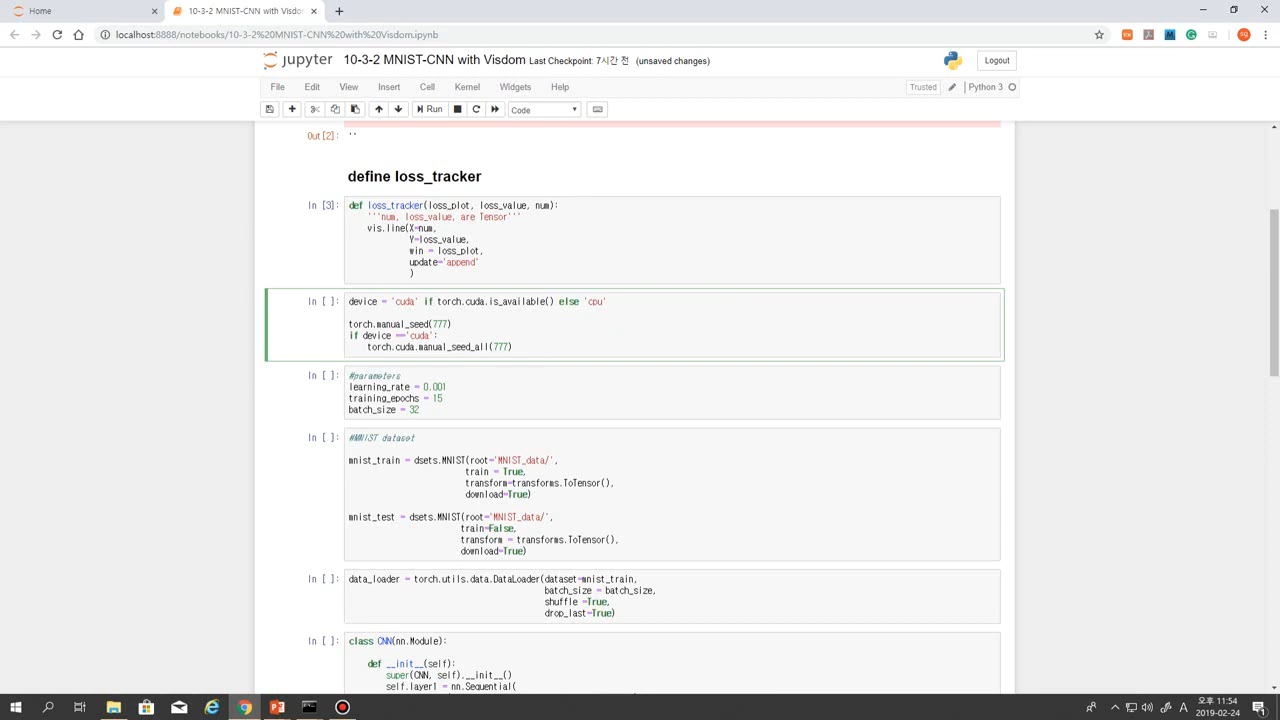 Home
10-3-2 MNIST-CNN with Visdo
localhost:8888/notebooks/10-3-2%20MNIST-CNN%20with%20Visdom.ipynb
jupyter 10-3-2 MNIST-CNN with Visdom Last Checkpoint: 7시간 전 (unsaved changes)
Logout
File Edit View Insert Cell Kernel Widgets Help
Trusted
Python 3
Run
Code
Out[2]: ''
define loss_tracker
In [3]: def loss_tracker(loss_plot, loss_value, num):
'''num, loss_value, are Tensor'''
vis.line(X=num,
Y=loss_value,
win = loss_plot,
update='append'
)
In [ ]: device = 'cuda' if torch.cuda.is_available() else 'cpu'
torch.manual_seed(777)
if device =='cuda':
torch.cuda.manual_seed_all(777)
In [ ]: #parameters
learning_rate = 0.001
training_epochs = 15
batch_size = 32
In [ ]: #MNIST dataset
mnist_train = dsets.MNIST(root='MNIST_data/',
train = True,
transform=transforms.ToTensor(),
download=True)
mnist_test = dsets.MNIST(root='MNIST_data/',
train=False,
transform = transforms.ToTensor(),
download=True)
In [ ]: data_loader = torch.utils.data.DataLoader(dataset=mnist_train,
batch_size = batch_size,
shuffle =True,
drop_last=True)
In [ ]: class CNN(nn.Module):
def __init__(self):
super(CNN, self).__init__()
self.layer1 = nn.Sequential(
A
오후 11:54
2019-02-24